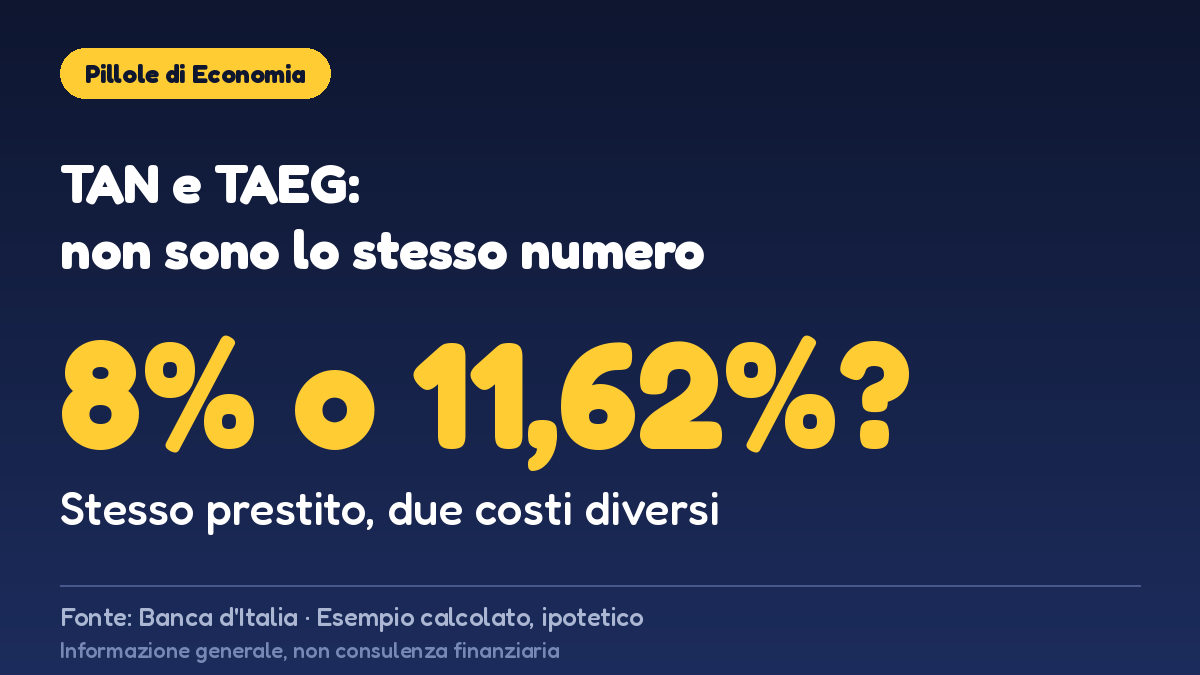 Pillole di Economia
TAN e TAEG:
non sono lo stesso numero
8% o 11,62%?
Stesso prestito, due costi diversi
Fonte: Banca d'Italia · Esempio calcolato, ipotetico
Informazione generale, non consulenza finanziaria